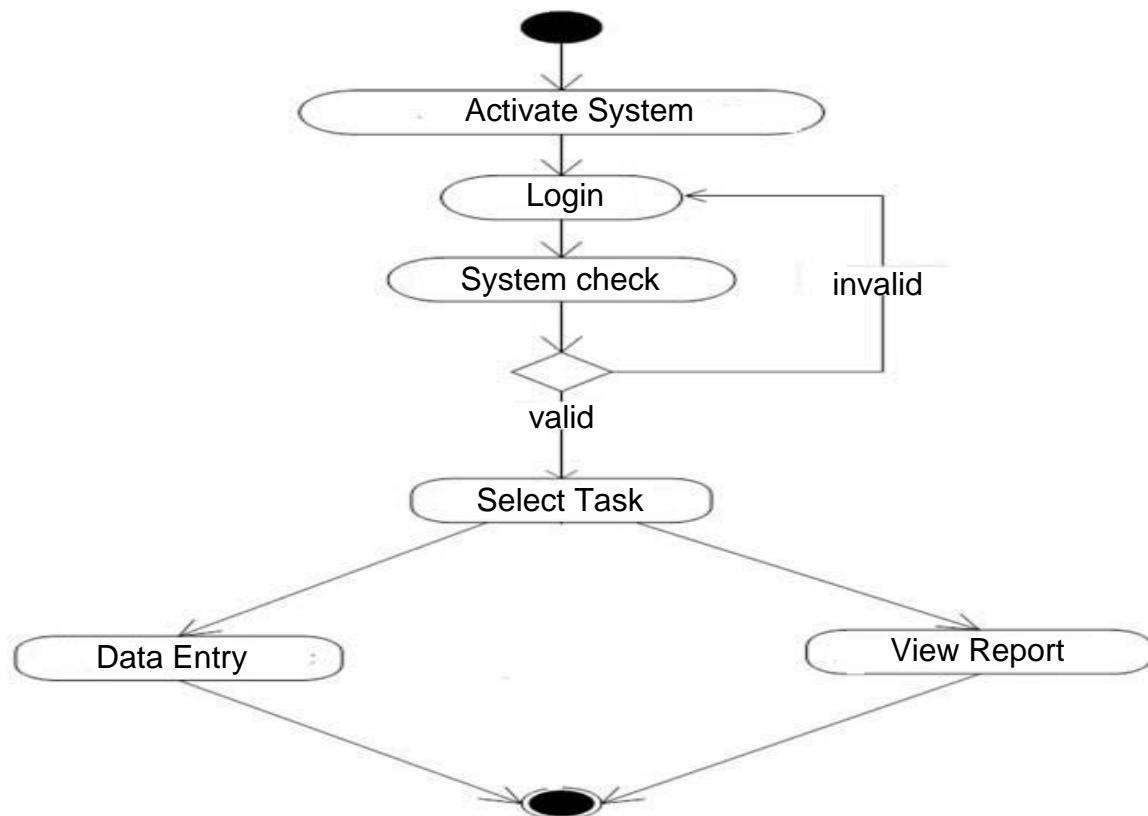 Activate System
Login
System check
invalid
valid
Select Task
Data Entry
View Report